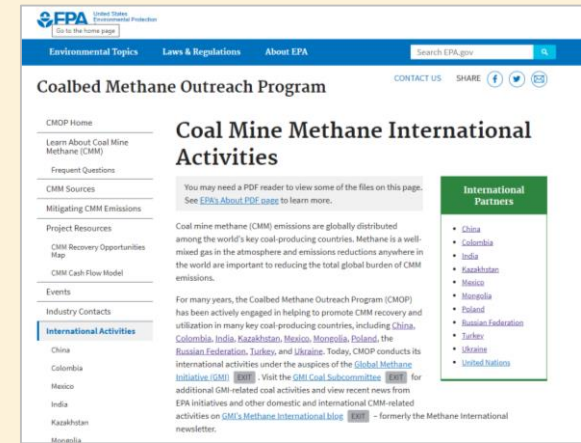 EPA United States
Environmental Protection
Go to the home page
Environmental Topics Laws & Regulations About EPA Search EPA.gov
Coalbed Methane Outreach Program
CONTACT US SHARE
CMOP Home
Learn About Coal Mine
Methane (CMM)
Frequent Questions
CMM Sources
Mitigating CMM Emissions
Project Resources
CMM Recovery Opportunities
Map
CMM Cash Flow Model
Events
Industry Contacts
International Activities
China
Colombia
Mexico
India
Kazakhstan
Mongolia
Coal Mine Methane International
Activities
You may need a PDF reader to view some of the files on this page.
See EPA's About PDF page to learn more.
Coal mine methane (CMM) emissions are globally distributed
among the world's key coal-producing countries. Methane is a well-
mixed gas in the atmosphere and emissions reductions anywhere in
the world are important to reducing the total global burden of CMM
emissions.
For many years, the Coalbed Methane Outreach Program (CMOP)
has been actively engaged in helping to promote CMM recovery and
utilization in many key coal-producing countries, including China,
Colombia, India, Kazakhstan, Mexico, Mongolia, Poland, the
Russian Federation, Turkey, and Ukraine. Today, CMOP conducts its
international activities under the auspices of the Global Methane
Initiative (GMI) EXIT . Visit the GMI Coal Subcommittee EXIT for
additional GMI-related coal activities and view recent news from
EPA initiatives and other domestic and international CMM-related
activities on GMI's Methane International blog EXIT – formerly the Methane International
newsletter.
International
Partners
China
Colombia
India
Kazakhstan
Mexico
Mongolia
Poland
Russian Federation
Turkey
Ukraine
United Nations